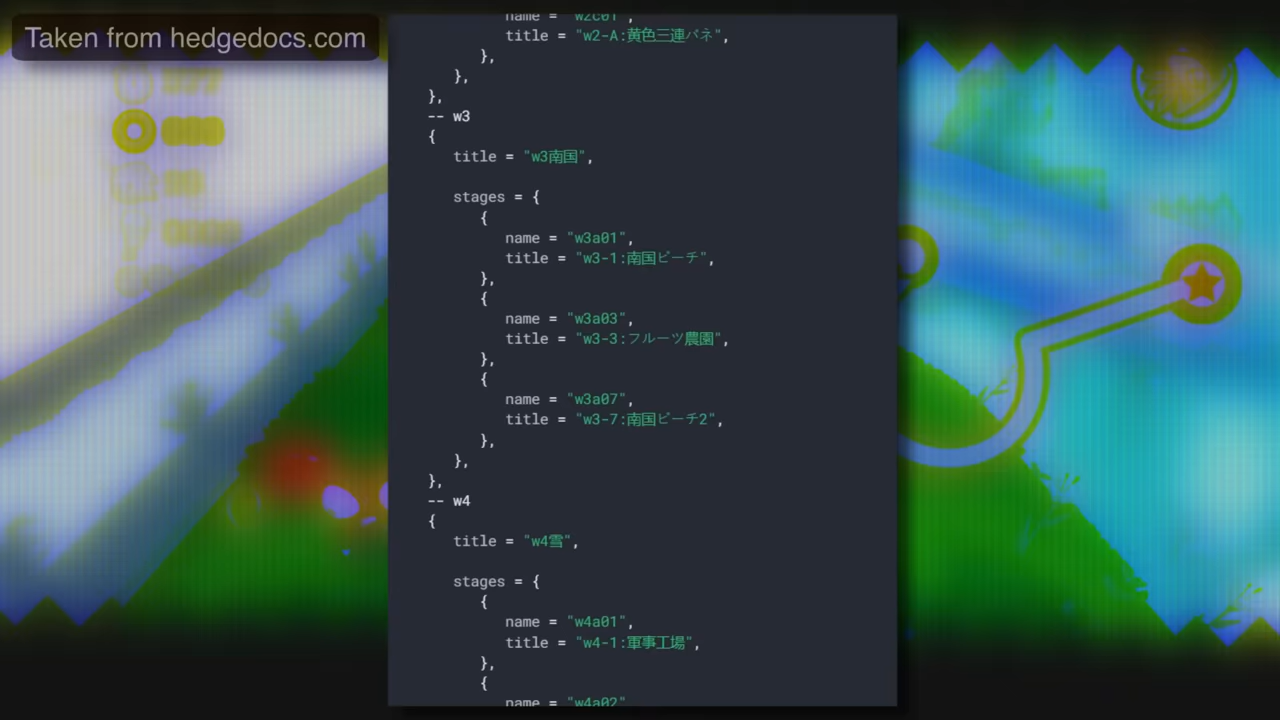 Taken from hedgedocs.com
name = "w2c01",
title = "w2-A:黄色三連バネ",
},
},
},
-- w3
{
title = "w3南国",
stages = {
{
name = "w3a01",
title = "w3-1:南国ビーチ",
},
{
name = "w3a03",
title = "w3-3:フルーツ農園",
},
{
name = "w3a07",
title = "w3-7:南国ビーチ2",
},
},
},
-- w4
{
title = "w4雪",
stages = {
{
name = "w4a01",
title = "w4-1:軍事工場",
},
{
name = "w4a02"